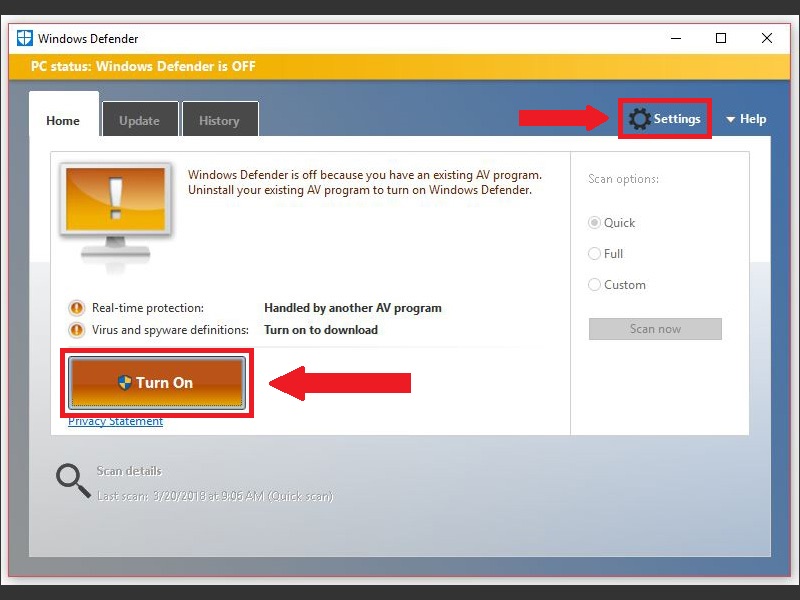 Windows Defender
PC status: Windows Defender is OFF
Home
Update
History
Settings
Help
Windows Defender is off because you have an existing AV program.
Uninstall your existing AV program to turn on Windows Defender.
Scan options:
Quick
Full
Custom
Scan now
Real-time protection:
Handled by another AV program
Virus and spyware definitions:
Turn on to download
Turn On
Privacy Statement
Scan details
Last scan: 3/20/2018 at 9:06 AM (Quick scan)